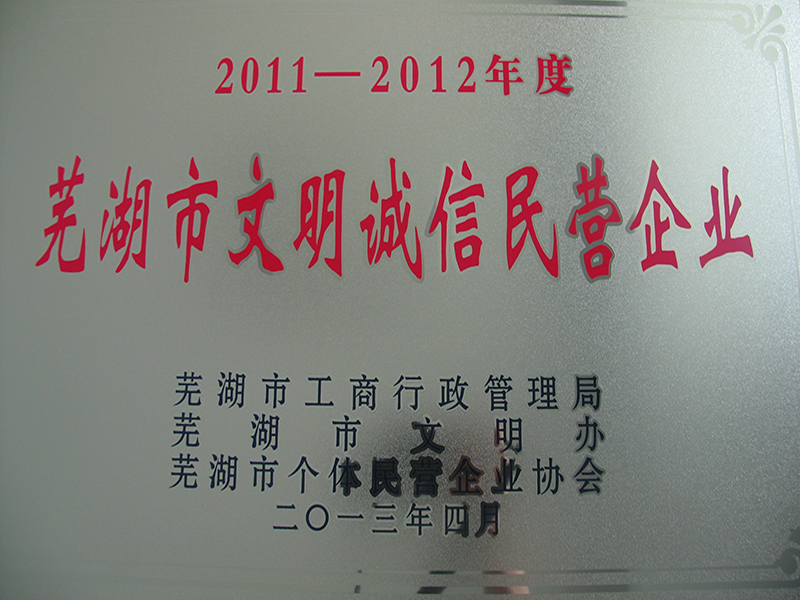 2011—2012年度
芜湖市文明诚信民营企业
芜湖市工商行政管理局
芜湖市文明办
芜湖市个体民营企业协会
二〇一三年四月